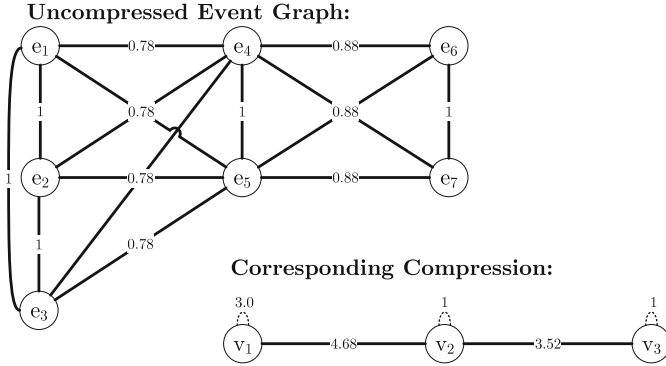 Uncompressed Event Graph:
e1 0.78 e4 0.88 e6
1 0.78 1 0.88 1
1 e2 0.78 e5 0.88 e7
1 0.78
e3
Corresponding Compression:
3.0 1 1
v1 4.68 v2 3.52 v3